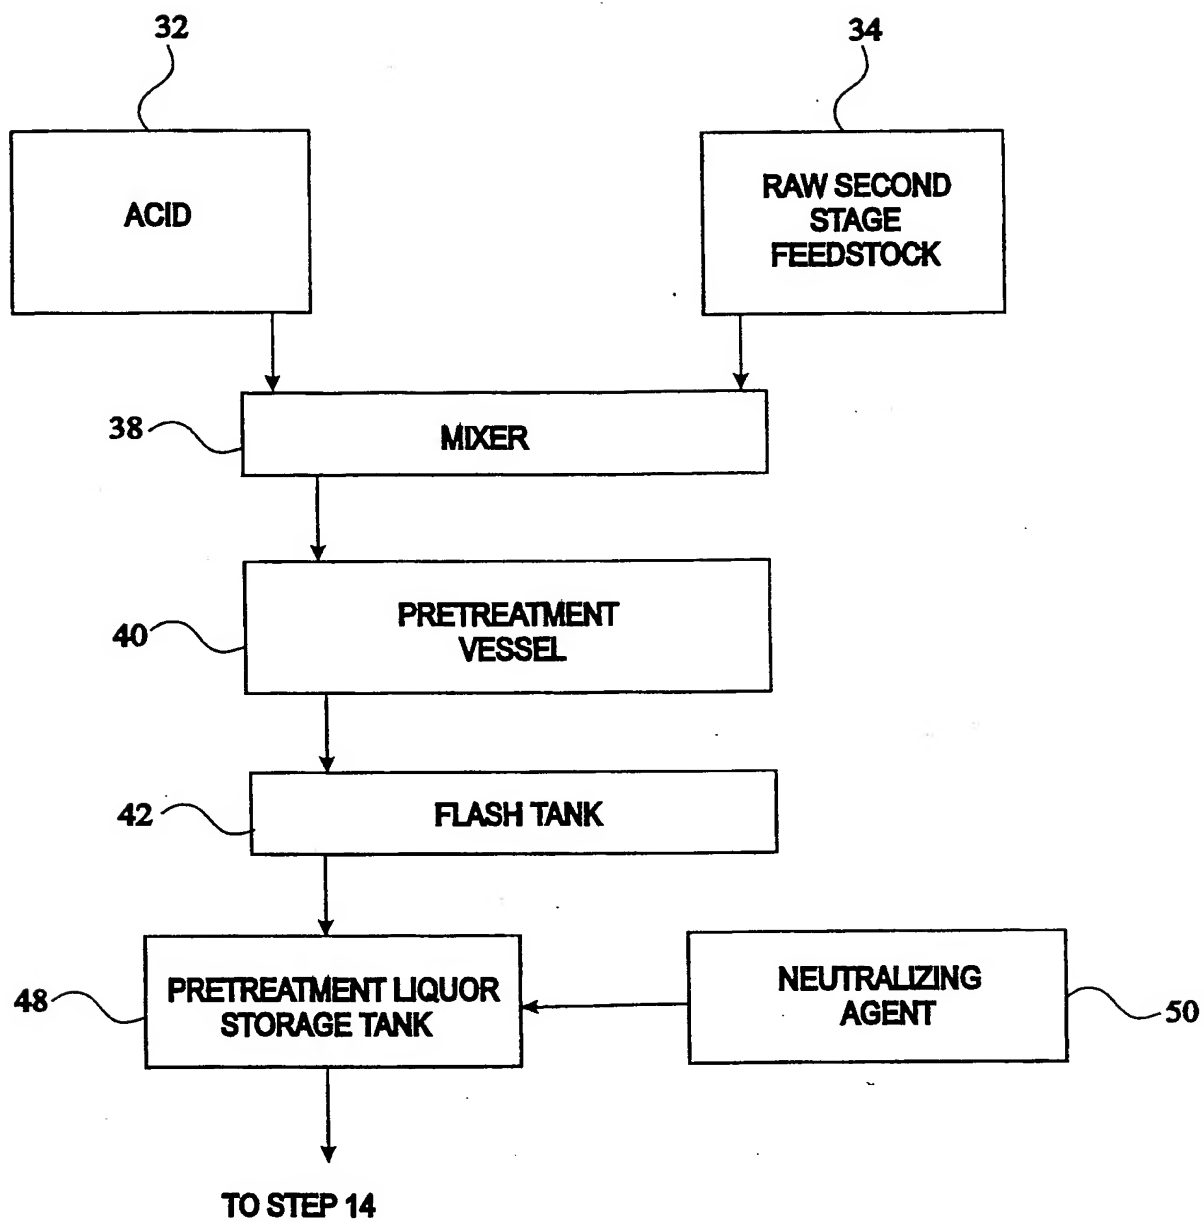 32
34
ACID
RAW SECOND
STAGE
FEEDSTOCK
38
MIXER
40
PRETREATMENT
VESSEL
42
FLASH TANK
48
PRETREATMENT LIQUOR
STORAGE TANK
NEUTRALIZING
AGENT
50
TO STEP 14